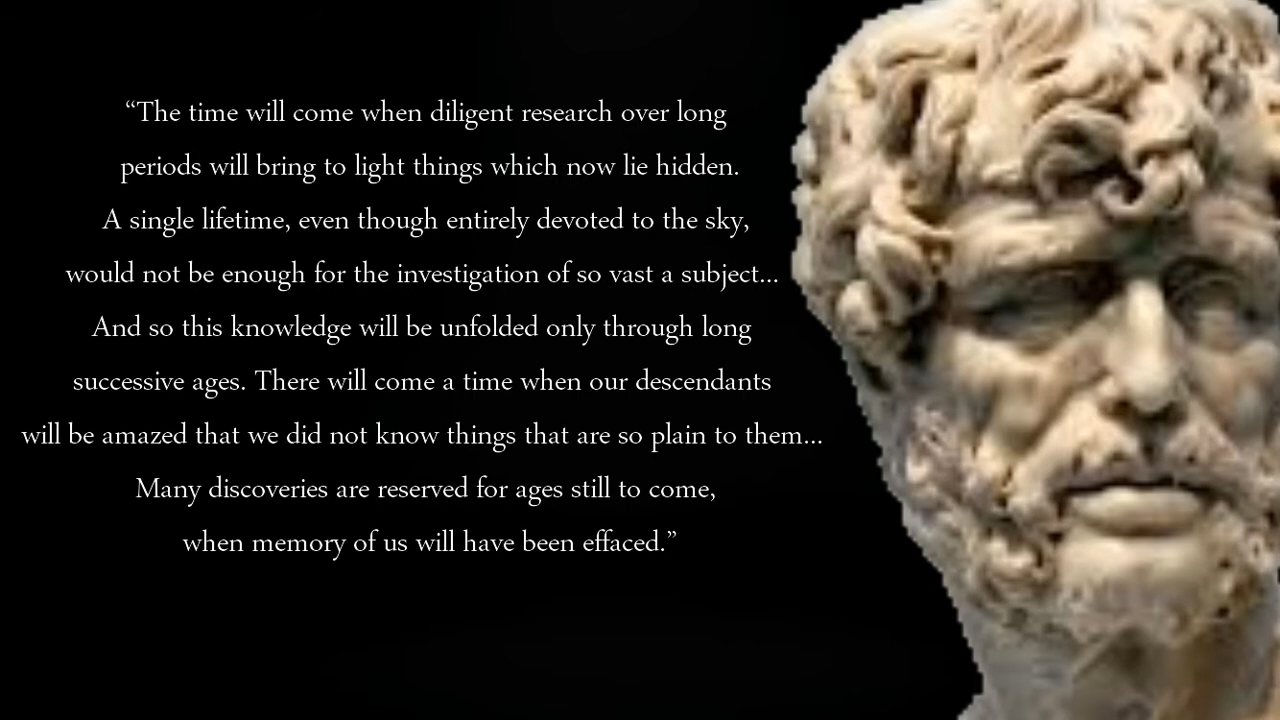 “The time will come when diligent research over long
periods will bring to light things which now lie hidden.
A single lifetime, even though entirely devoted to the sky,
would not be enough for the investigation of so vast a subject...
And so this knowledge will be unfolded only through long
successive ages. There will come a time when our descendants
will be amazed that we did not know things that are so plain to them...
Many discoveries are reserved for ages still to come,
when memory of us will have been effaced.”